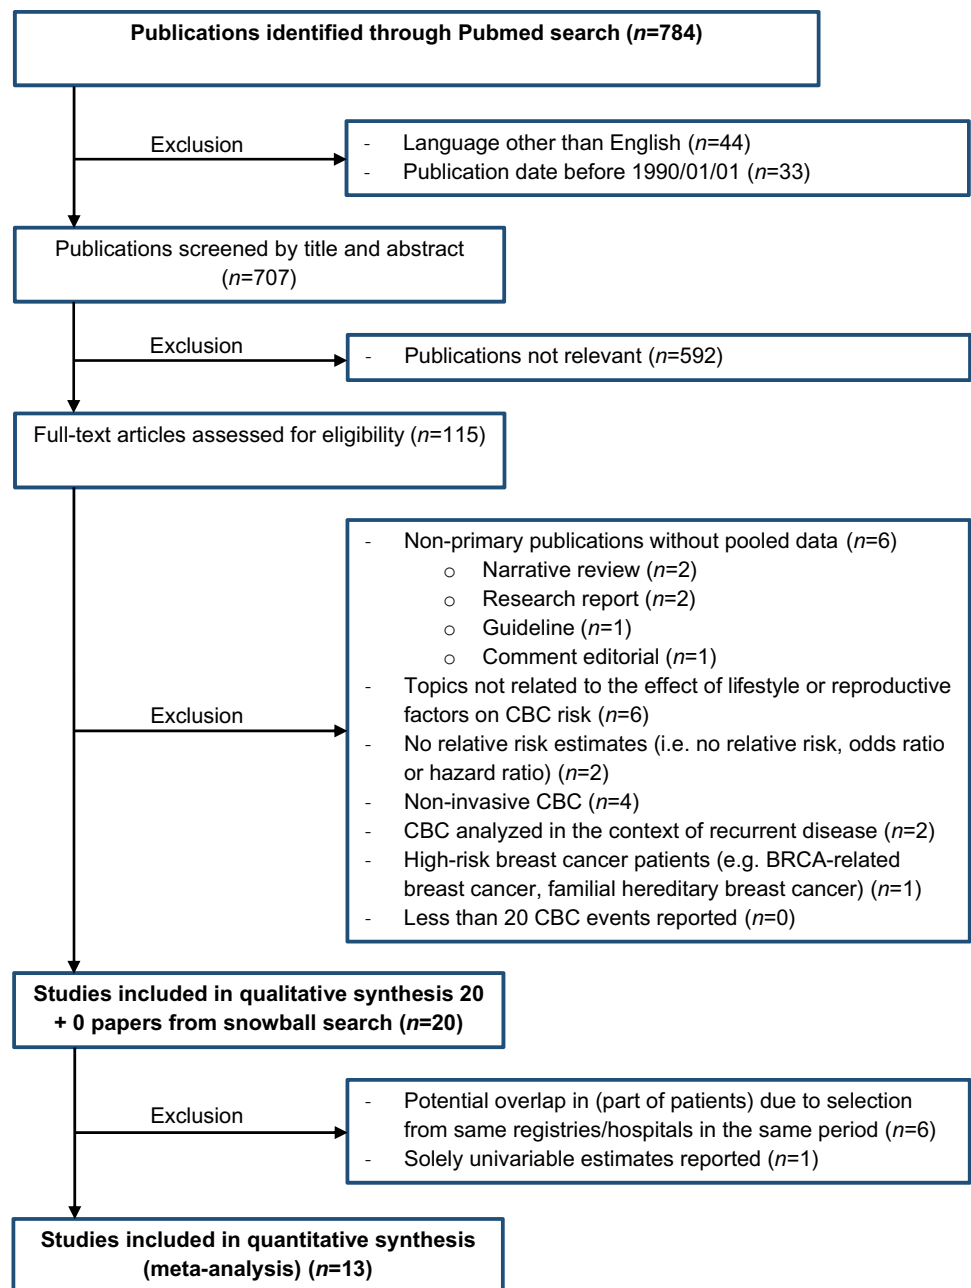 Publications identified through Pubmed search (n=784)
Exclusion
- Language other than English (n=44)
- Publication date before 1990/01/01 (n=33)
Publications screened by title and abstract
(n=707)
Exclusion
- Publications not relevant (n=592)
Full-text articles assessed for eligibility (n=115)
Exclusion
- Non-primary publications without pooled data (n=6)
o Narrative review (n=2)
o Research report (n=2)
o Guideline (n=1)
o Comment editorial (n=1)
- Topics not related to the effect of lifestyle or reproductive
factors on CBC risk (n=6)
- No relative risk estimates (i.e. no relative risk, odds ratio
or hazard ratio) (n=2)
- Non-invasive CBC (n=4)
- CBC analyzed in the context of recurrent disease (n=2)
- High-risk breast cancer patients (e.g. BRCA-related
breast cancer, familial hereditary breast cancer) (n=1)
- Less than 20 CBC events reported (n=0)
Studies included in qualitative synthesis 20
+ 0 papers from snowball search (n=20)
Exclusion
- Potential overlap in (part of patients) due to selection
from same registries/hospitals in the same period (n=6)
- Solely univariable estimates reported (n=1)
Studies included in quantitative synthesis
(meta-analysis) (n=13)